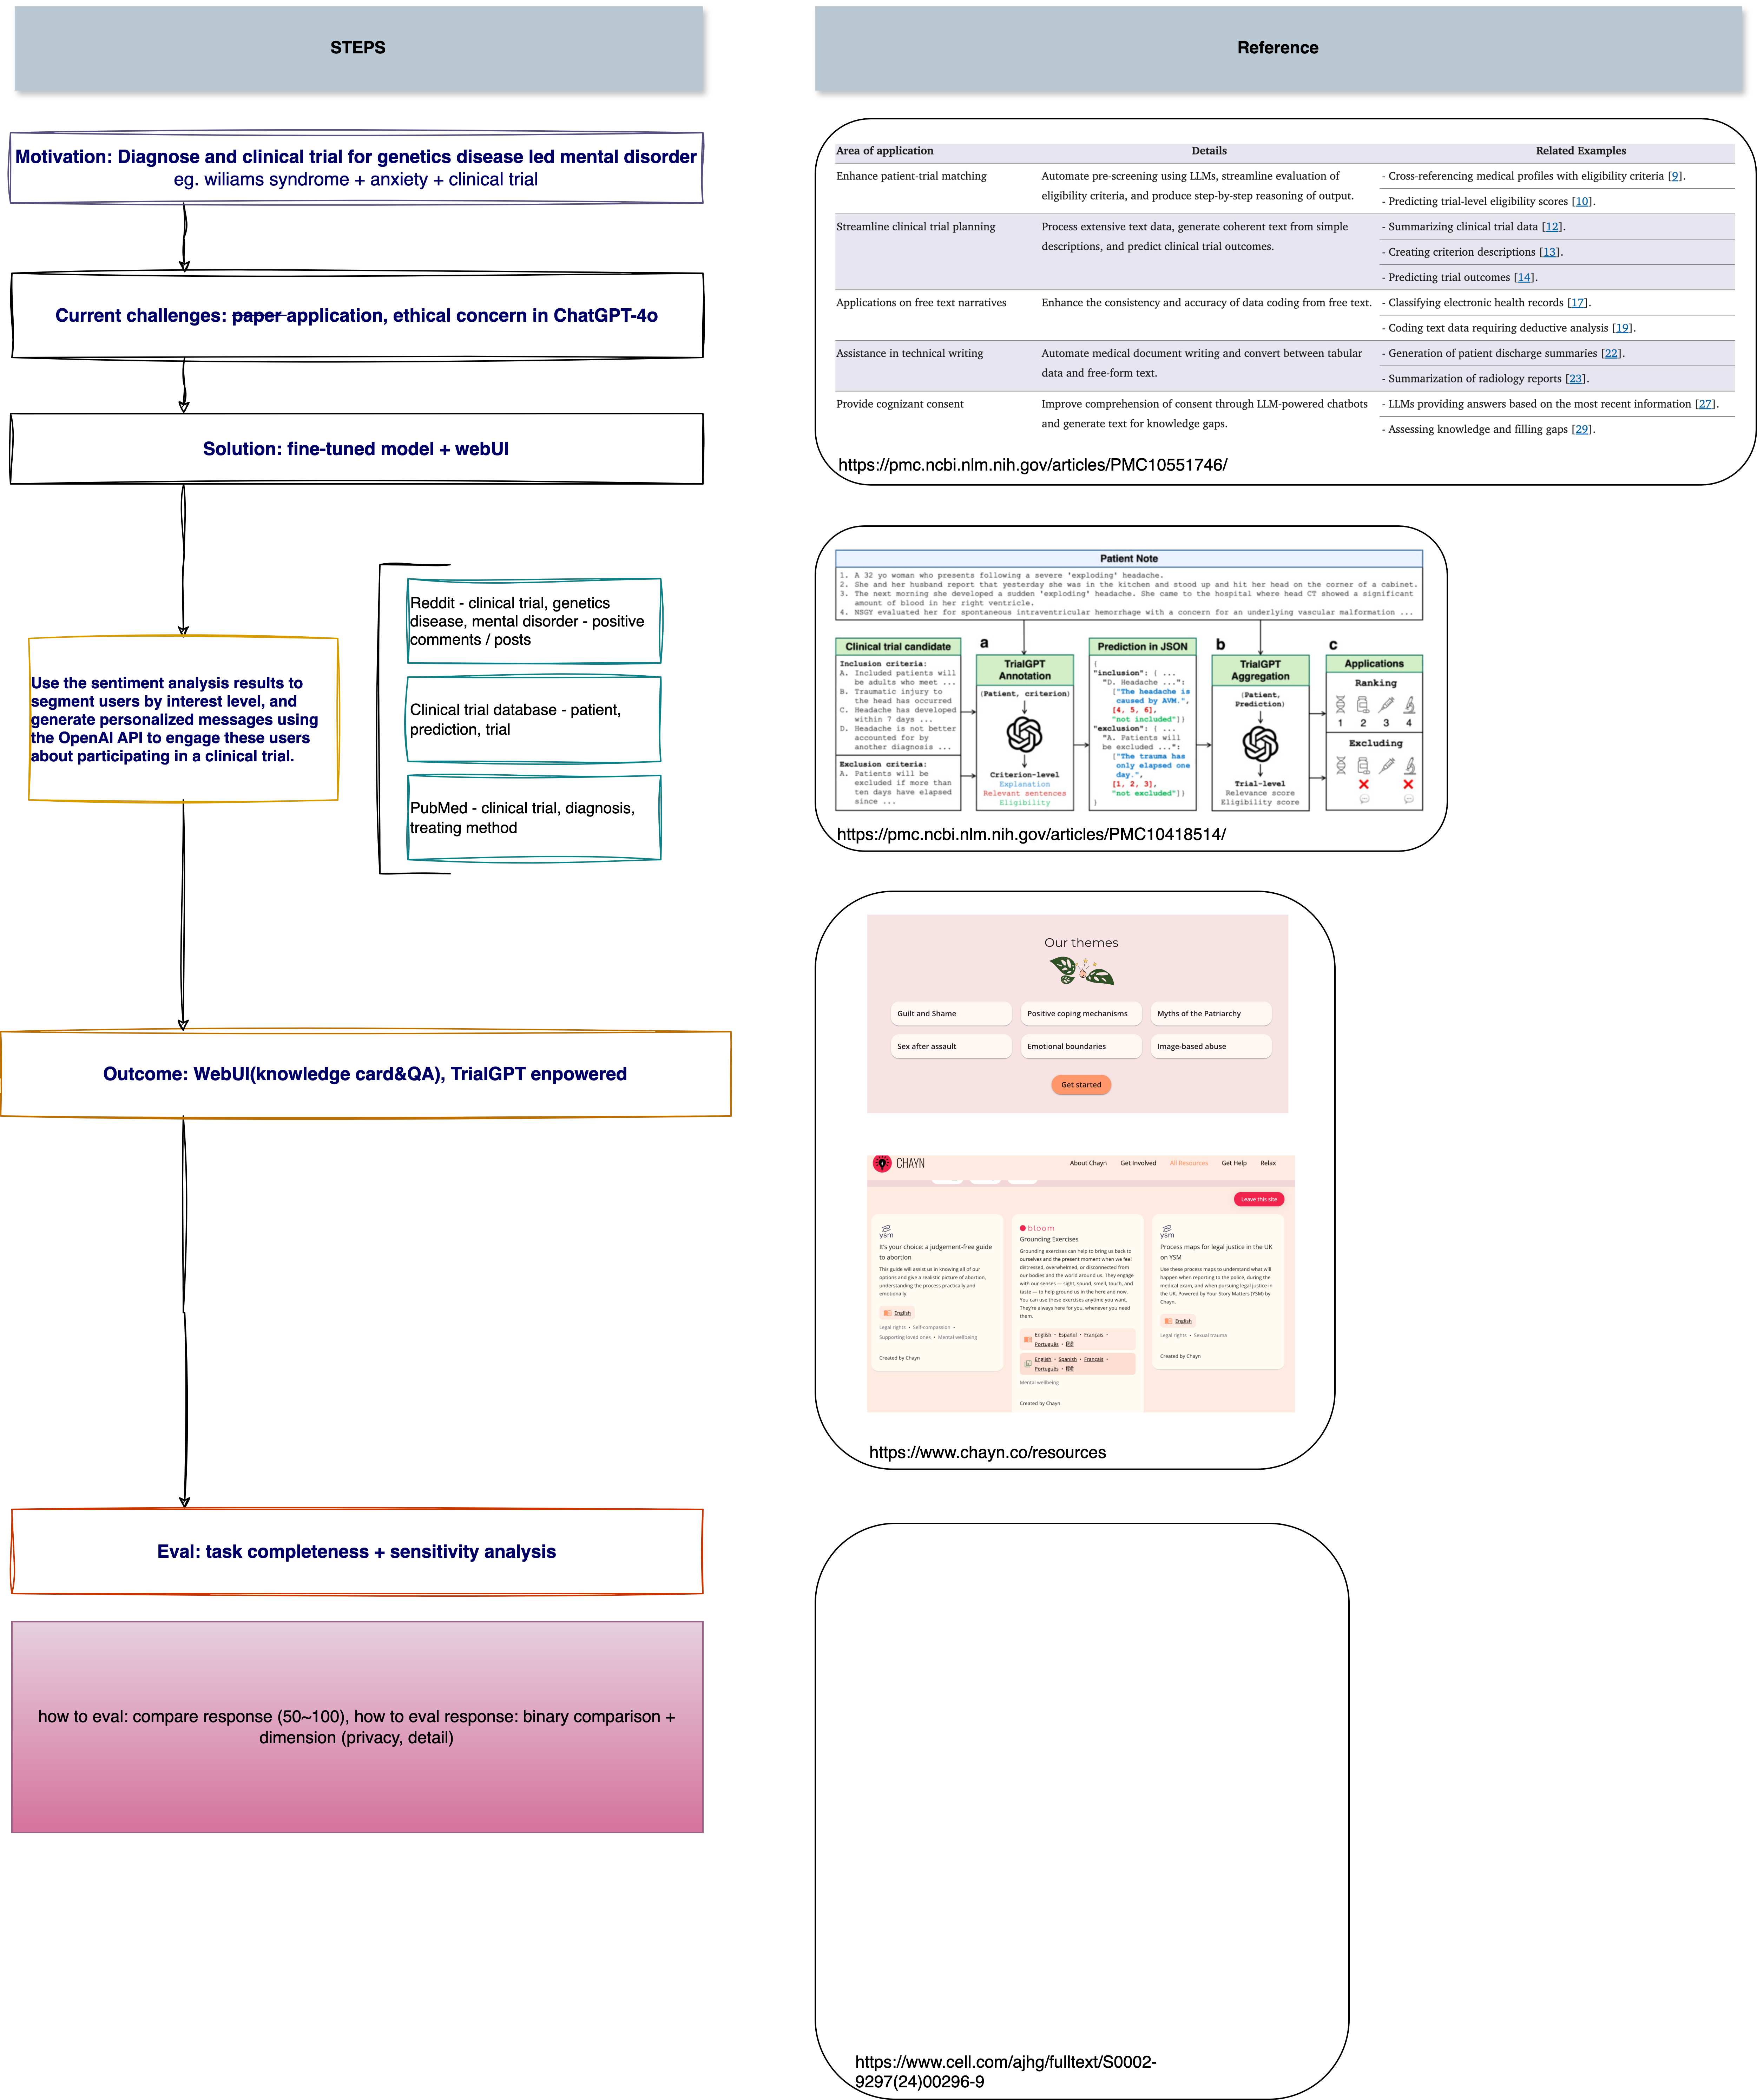 STEPS
Motivation: Diagnose and clinical trial for genetics disease led mental disorder
eg. wiliams syndrome + anxiety + clinical trial
Current challenges: paper application, ethical concern in ChatGPT-4o
Solution: fine-tuned model + webUI
Use the sentiment analysis results to
segment users by interest level, and
generate personalized messages using
the OpenAI API to engage these users
about participating in a clinical trial.
Reddit - clinical trial, genetics
disease, mental disorder - positive
comments / posts
Clinical trial database - patient,
prediction, trial
PubMed - clinical trial, diagnosis,
treating method
Outcome: WebUI(knowledge card&QA), TrialGPT enpowered
Eval: task completeness + sensitivity analysis
how to eval: compare response (50~100), how to eval response: binary comparison +
dimension (privacy, detail)
Reference
Area of application Details Related Examples
Enhance patient-trial matching
Automate pre-screening using LLMs, streamline evaluation of
eligibility criteria, and produce step-by-step reasoning of output.
- Cross-referencing medical profiles with eligibility criteria [9].
- Predicting trial-level eligibility scores [10].
Streamline clinical trial planning
Process extensive text data, generate coherent text from simple
descriptions, and predict clinical trial outcomes.
- Summarizing clinical trial data [12].
- Creating criterion descriptions [13].
- Predicting trial outcomes [14].
Applications on free text narratives
Enhance the consistency and accuracy of data coding from free text.
- Classifying electronic health records [17].
- Coding text data requiring deductive analysis [19].
Assistance in technical writing
Automate medical document writing and convert between tabular
data and free-form text.
- Generation of patient discharge summaries [22].
- Summarization of radiology reports [23].
Provide cognizant consent
Improve comprehension of consent through LLM-powered chatbots
and generate text for knowledge gaps.
- LLMs providing answers based on the most recent information [27].
- Assessing knowledge and filling gaps [29].
https://pmc.ncbi.nlm.nih.gov/articles/PMC10551746/
Patient Note
1. A 32 yo woman who presents following a severe 'exploding' headache.
2. She and her husband report that yesterday she was in the kitchen and stood up and hit her head on the corner of a cabinet.
3. The next morning she developed a sudden 'exploding' headache. She came to the hospital where head CT showed a significant
amount of blood in her right ventricle.
4. NSGY evaluated her for spontaneous intraventricular hemorrhage with a concern for an underlying vascular malformation ...
Clinical trial candidate
Inclusion criteria:
A. Included patients will
be adults who meet ...
B. Traumatic injury to
the head has occurred
C. Headache has developed
within 7 days ...
D. Headache is not better
accounted for by
another diagnosis ...
Exclusion criteria:
A. Patients will be
excluded if more than
ten days have elapsed
since ...
a
TrialGPT
Annotation
(Patient, criterion)
Criterion-level
Explanation
Relevant sentences
Eligibility
Prediction in JSON
{
"inclusion": { ...
"D. Headache ...":
["The headache is
caused by AVM.",
[4, 5, 6],
"not included"]}
"exclusion": { ...
"A. Patients will
be excluded ...":
["The trauma has
only elapsed one
day.",
[1, 2, 3],
"not excluded"]}
}
b
TrialGPT
Aggregation
(Patient,
Prediction)
Trial-level
Relevance score
Eligibility score
c
Applications
Ranking
1 2 3 4
Excluding
https://pmc.ncbi.nlm.nih.gov/articles/PMC10418514/
Our themes
Guilt and Shame
Positive coping mechanisms
Myths of the Patriarchy
Sex after assault
Emotional boundaries
Image-based abuse
Get started
CHAYN
About Chayn Get Involved All Resources Get Help Relax
Leave this site
ysm
It's your choice: a judgement-free guide
to abortion
This guide will assist us in knowing all of our
options and give a realistic picture of abortion,
understanding the process practically and
emotionally.
English
Legal rights • Self-compassion •
Supporting loved ones • Mental wellbeing
Created by Chayn
bloom
Grounding Exercises
Grounding exercises can help to bring us back to
ourselves and the present moment when we feel
distressed, overwhelmed, or disconnected from
our bodies and the world around us. They engage
with our senses — sight, sound, smell, touch, and
taste — to help ground us in the here and now.
You can use these exercises anytime you want.
They're always here for you, whenever you need
them.
English • Español • Français •
Português • हिंदी
English • Spanish • Français •
Português • हिंदी
Mental wellbeing
Created by Chayn
ysm
Process maps for legal justice in the UK
on YSM
Use these process maps to understand what will
happen when reporting to the police, during the
medical exam, and when pursuing legal justice in
the UK. Powered by Your Story Matters (YSM) by
Chayn.
English
Legal rights • Sexual trauma
Created by Chayn
https://www.chayn.co/resources
https://www.cell.com/ajhg/fulltext/S0002-
9297(24)00296-9